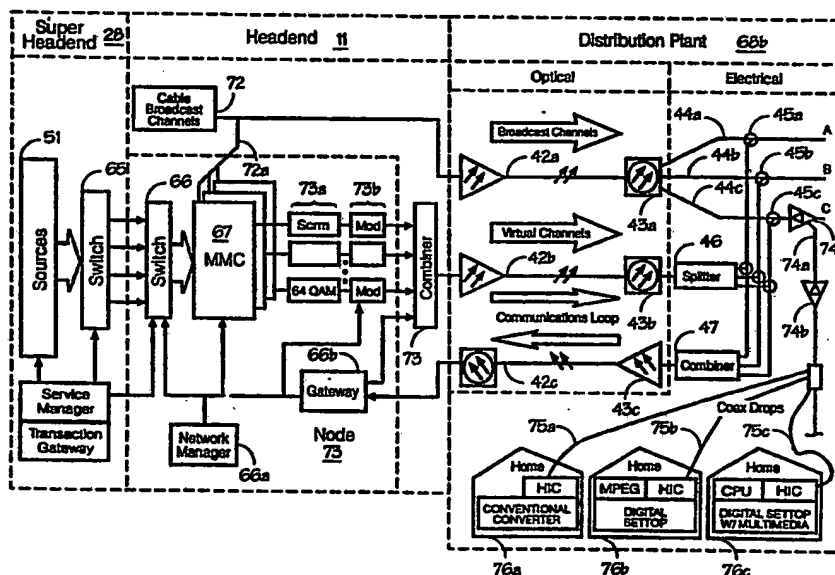 Super Headend 28
Headend 11
Distribution Plant 68b
Optical
Electrical
72
Cable Broadcast Channels
72a
51
Sources
65
Switch
66
Switch
67
MMC
73a
73b
Scrm
Mod
64 QAM
Mod
Combiner
73
66b
Gateway
Service Manager
Transaction Gateway
Network Manager
66a
Node
73
Broadcast Channels
42a
43a
44a
44b
44c
45a
45b
45c
A
B
C
74
74a
74b
Virtual Channels
42b
43b
46
Splitter
Communications Loop
42c
43c
47
Combiner
Coax Drops
75a
75b
75c
Home
HIC
CONVENTIONAL CONVERTER
76a
Home
MPEG
HIC
DIGITAL SETTOP
76b
Home
CPU
HIC
DIGITAL SETTOP W/ MULTIMEDIA
76c